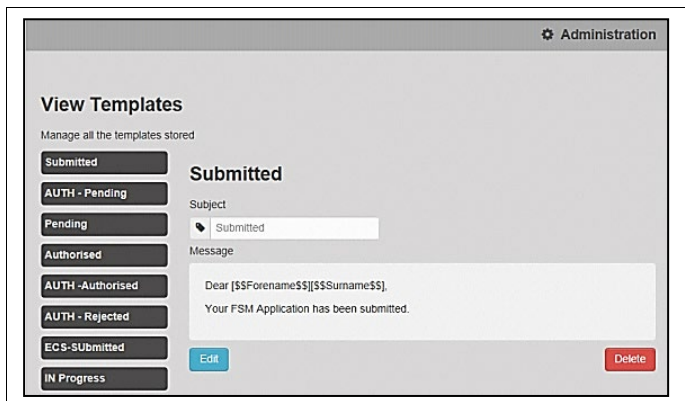 Administration
View Templates
Manage all the templates stored
Submitted
AUTH - Pending
Pending
Authorised
AUTH -Authorised
AUTH - Rejected
ECS-SUbmitted
IN Progress
Submitted
Subject
Submitted
Message
Dear [$$Forename$$][$$Surname$$],
Your FSM Application has been submitted.
Edit
Delete